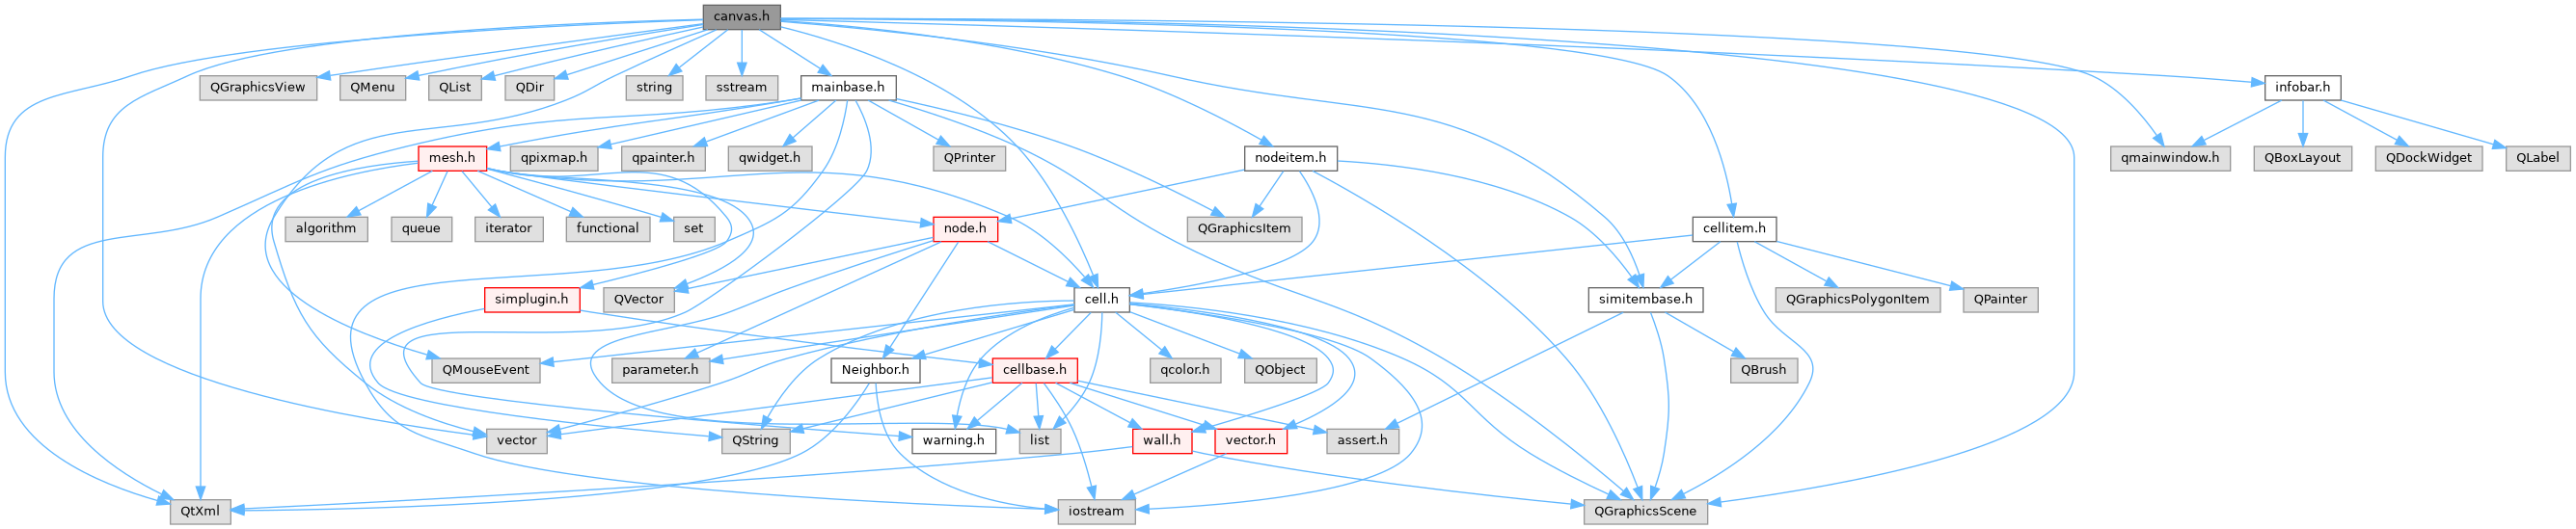 canvas.h
QGraphicsView
QMenu
QList
QDir
string
sstream
mainbase.h
infobar.h
mesh.h
qpixmap.h
qpainter.h
qwidget.h
QPrinter
nodeitem.h
qmainwindow.h
QBoxLayout
QDockWidget
QLabel
algorithm
queue
iterator
functional
set
node.h
QGraphicsItem
cellitem.h
simplugin.h
QVector
cell.h
simitembase.h
QGraphicsPolygonItem
QPainter
QMouseEvent
parameter.h
Neighbor.h
cellbase.h
qcolor.h
QObject
QBrush
vector
QString
warning.h
list
wall.h
vector.h
assert.h
QtXml
iostream
QGraphicsScene